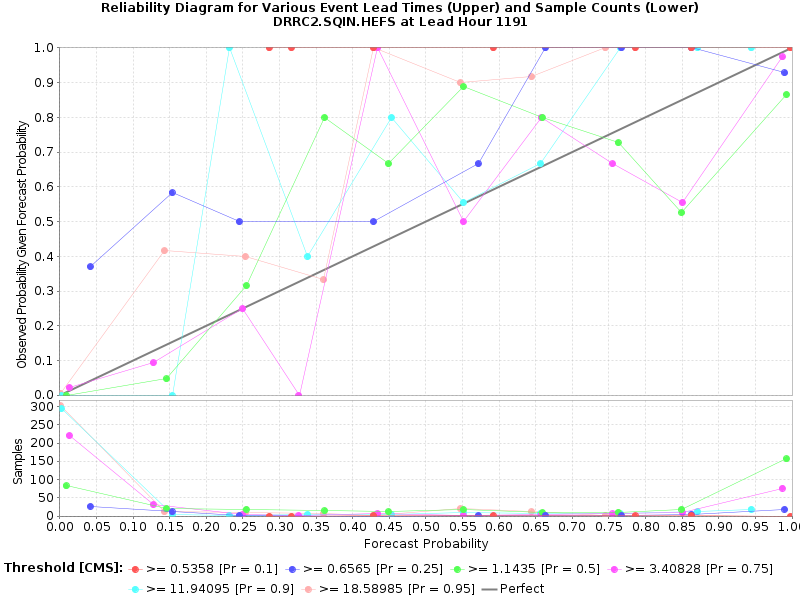 Reliability Diagram for Various Event Lead Times (Upper) and Sample Counts (Lower)
DRRC2.SQIN.HEFS at Lead Hour 1191
Observed Probability Given Forecast Probability
1.0
0.9
0.8
0.7
0.6
0.5
0.4
0.3
0.2
0.1
0.0
Samples
300
250
200
150
100
50
0
0.00 0.05 0.10 0.15 0.20 0.25 0.30 0.35 0.40 0.45 0.50 0.55 0.60 0.65 0.70 0.75 0.80 0.85 0.90 0.95 1.0
Forecast Probability
Threshold [CMS]: >= 0.5358 [Pr = 0.1] >= 0.6565 [Pr = 0.25] >= 1.1435 [Pr = 0.5] >= 3.40828 [Pr = 0.75]
>= 11.94095 [Pr = 0.9] >= 18.58985 [Pr = 0.95] Perfect